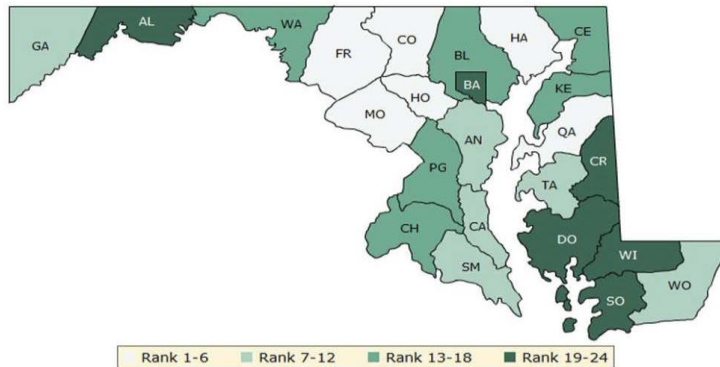 GA
AL
WA
FR
CO
BL
HA
CE
BA
KE
HO
MO
AN
QA
PG
TA
CR
CH
CA
DO
SM
WI
WO
SO
Rank 1-6 Rank 7-12 Rank 13-18 Rank 19-24